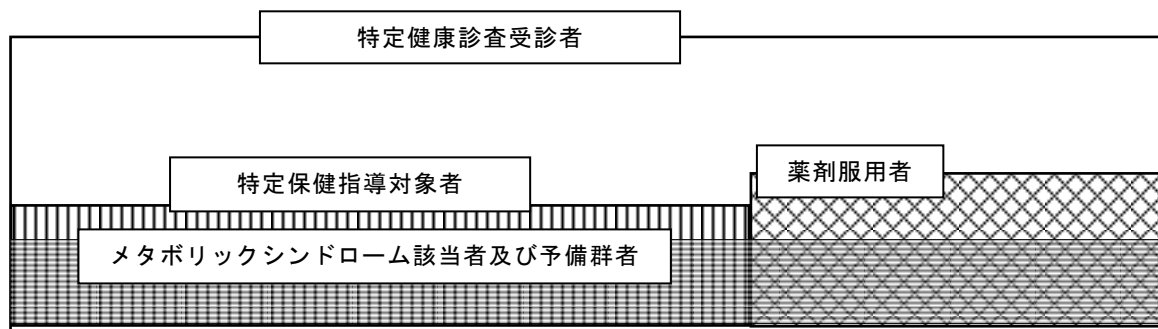 特定健康診査受診者
薬剤服用者
特定保健指導対象者
メタボリックシンドローム該当者及び予備群者